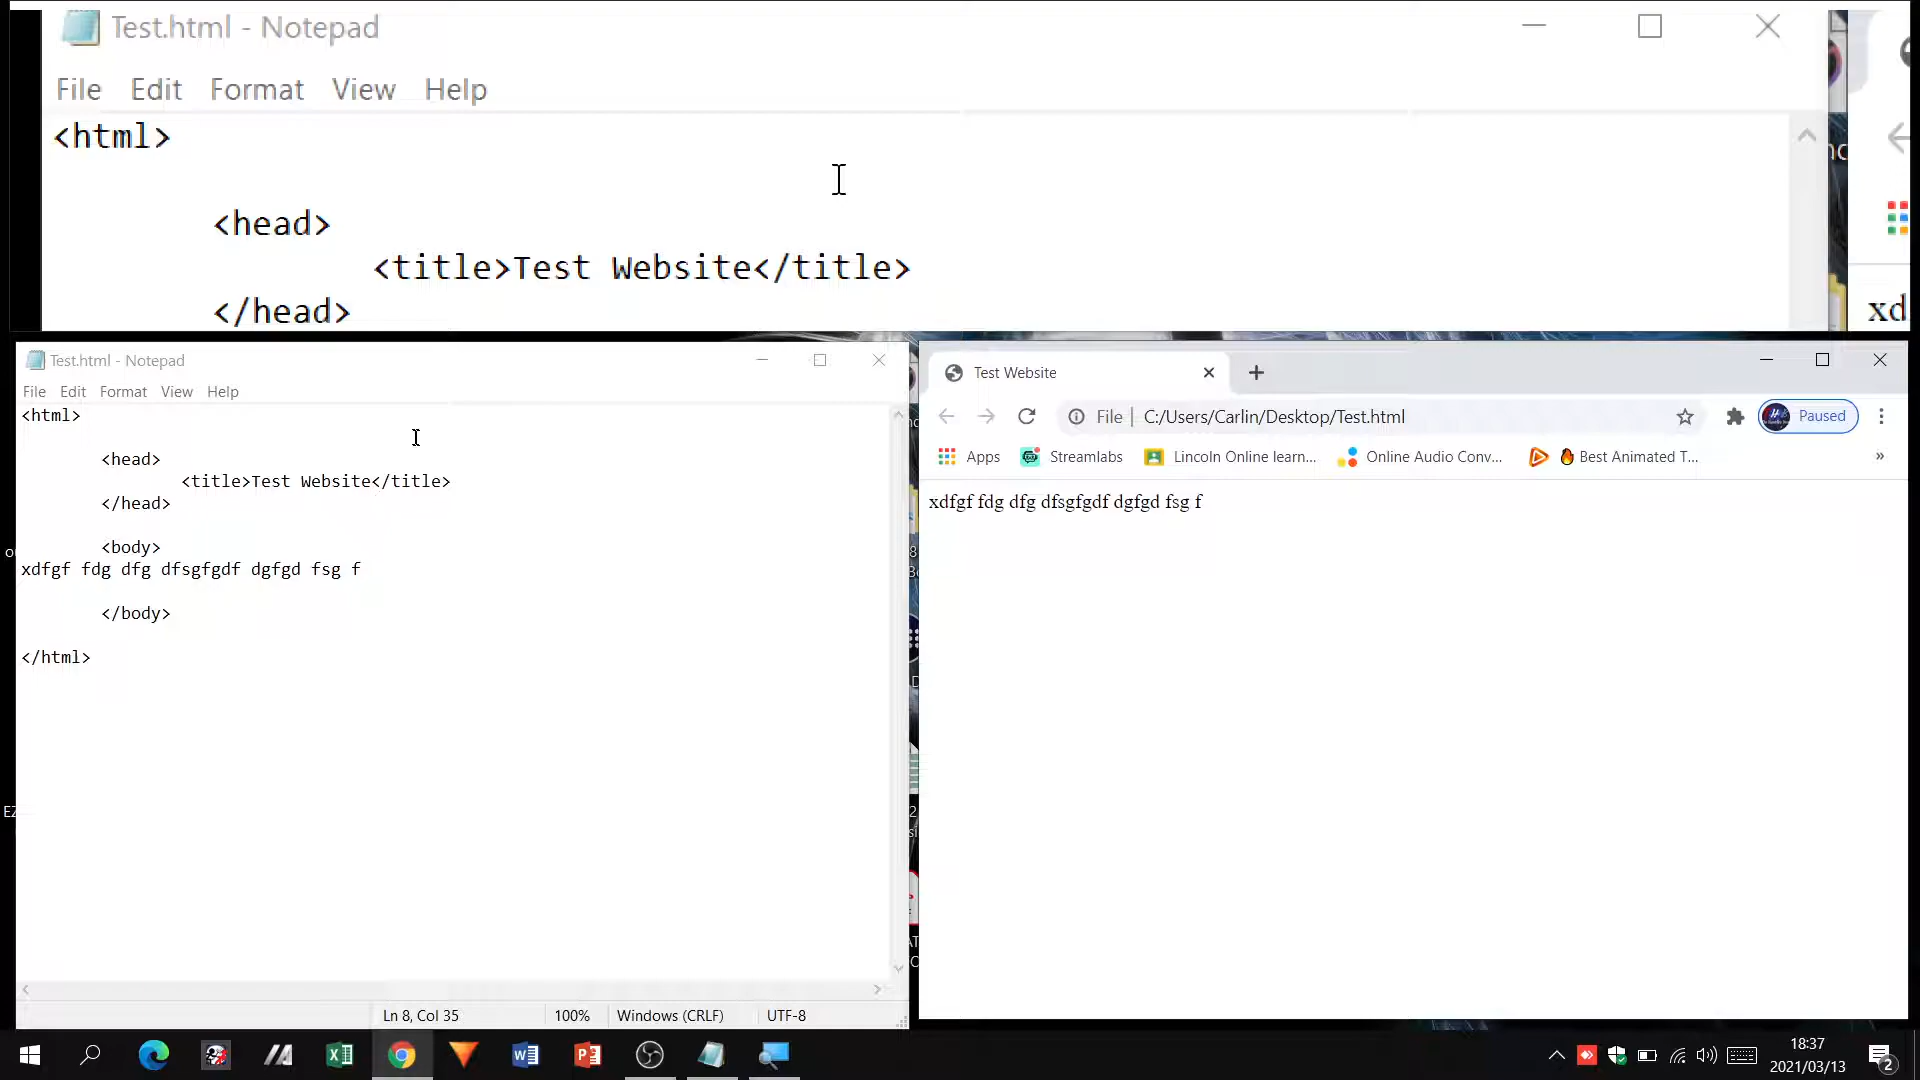 Test.html - Notepad
File Edit Format View Help
<html>
<head>
<title>Test Website</title>
</head>
xd
Test.html - Notepad
File Edit Format View Help
<html>
<head>
<title>Test Website</title>
</head>
<body>
xdfgf fdg dfg dfsgfgdf dgfgd fsg f
</body>
</html>
Ln 8, Col 35 100% Windows (CRLF) UTF-8
Test Website
File C:/Users/Carlin/Desktop/Test.html Paused
Apps Streamlabs Lincoln Online learn... Online Audio Conv... Best Animated T... »
xdfgf fdg dfg dfsgfgdf dgfgd fsg f
18:37
2021/03/13
2